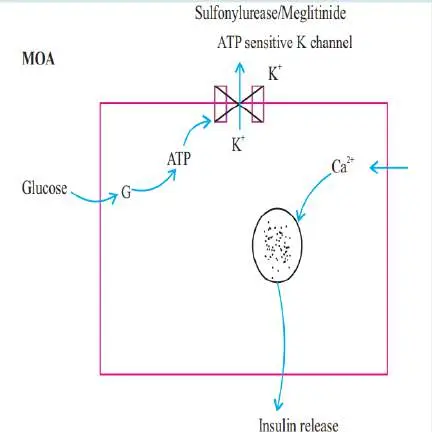 Sulfonylurease/Meglitinide
ATP sensitive K channel
MOA
K⁺
K⁺
ATP
Ca²⁺
Glucose
G
Insulin release